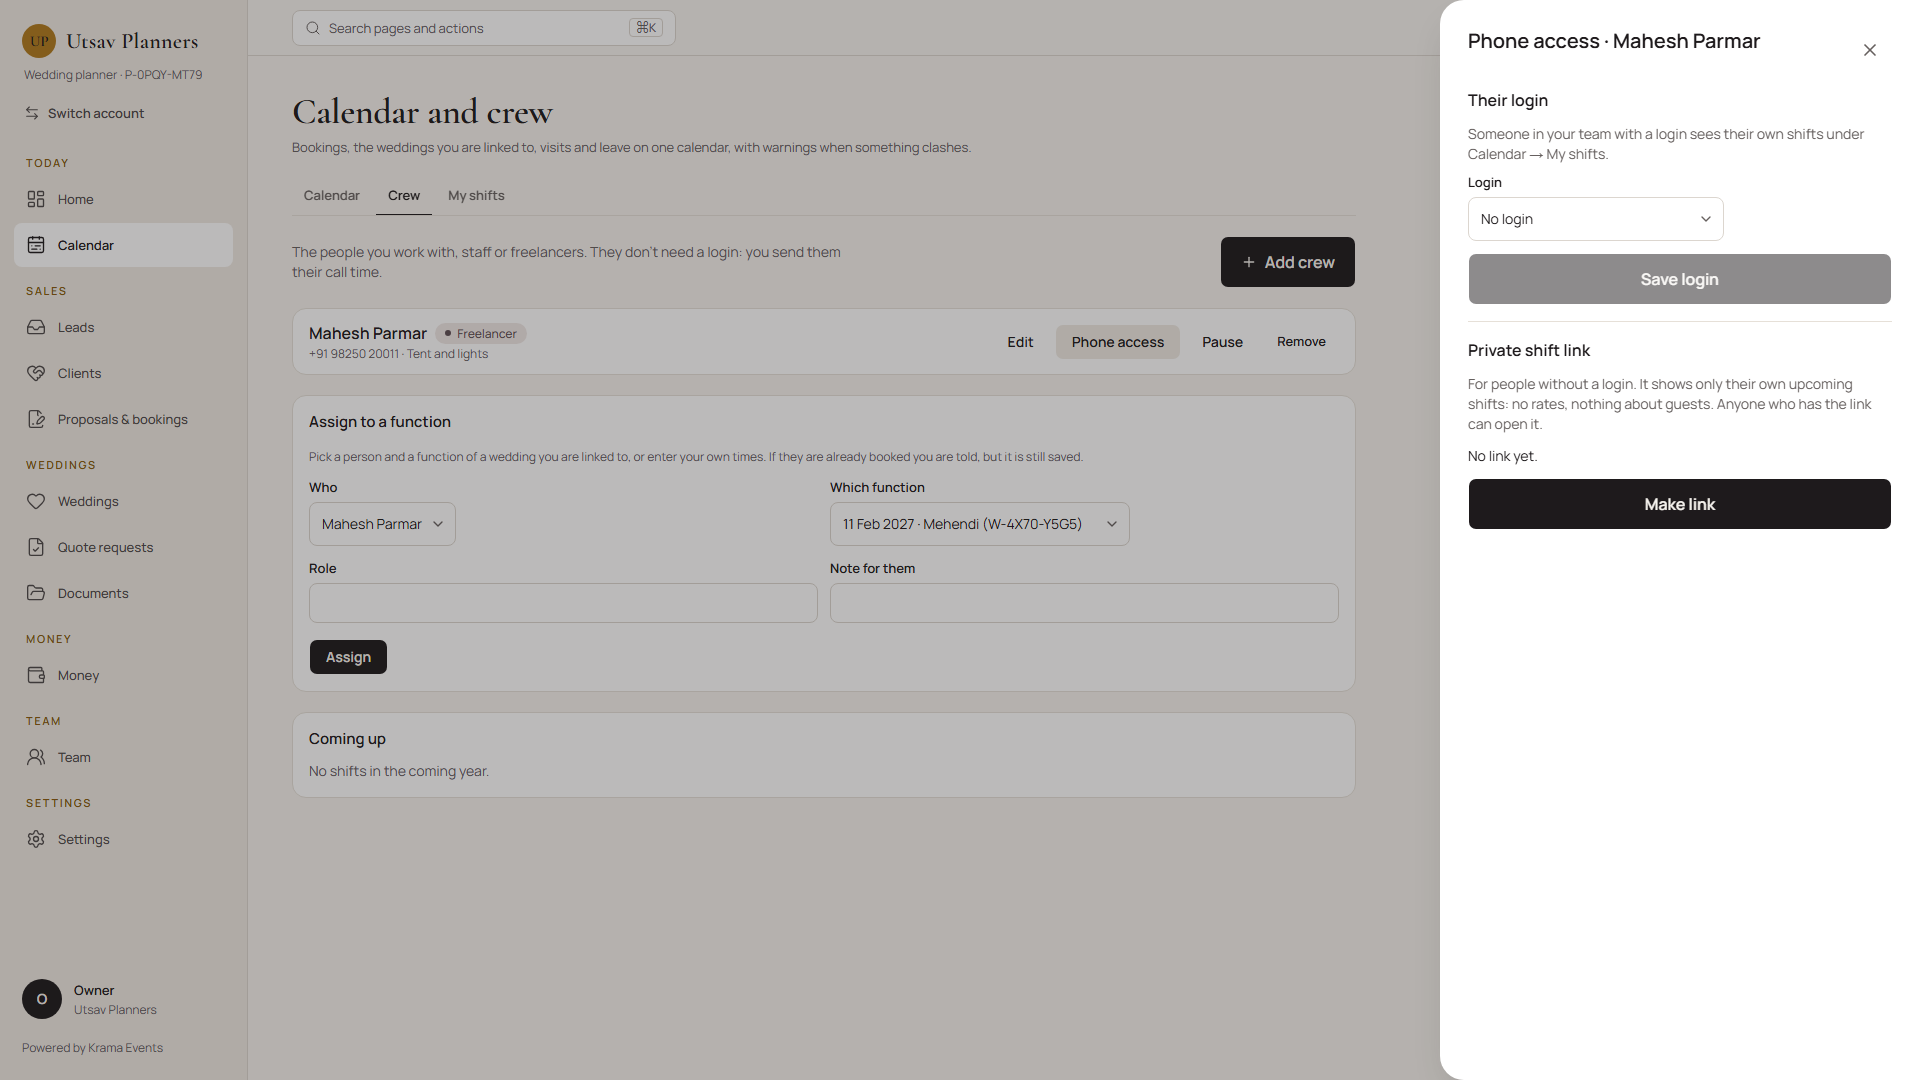 UP Utsav Planners
Wedding planner · P-0PQY-MT79
Switch account
TODAY
Home
Calendar
SALES
Leads
Clients
Proposals & bookings
WEDDINGS
Weddings
Quote requests
Documents
MONEY
Money
TEAM
Team
SETTINGS
Settings
O
Owner
Utsav Planners
Powered by Krama Events
Search pages and actions ⌘K
Calendar and crew
Bookings, the weddings you are linked to, visits and leave on one calendar, with warnings when something clashes.
Calendar Crew My shifts
The people you work with, staff or freelancers. They don't need a login: you send them
their call time.
+ Add crew
Mahesh Parmar Freelancer
+91 98250 20011 · Tent and lights
Edit Phone access Pause Remove
Assign to a function
Pick a person and a function of a wedding you are linked to, or enter your own times. If they are already booked you are told, but it is still saved.
Who Which function
Mahesh Parmar 11 Feb 2027 · Mehendi (W-4X70-Y5G5)
Role Note for them
Assign
Coming up
No shifts in the coming year.
Phone access · Mahesh Parmar
Their login
Someone in your team with a login sees their own shifts under
Calendar → My shifts.
Login
No login
Save login
Private shift link
For people without a login. It shows only their own upcoming
shifts: no rates, nothing about guests. Anyone who has the link
can open it.
No link yet.
Make link